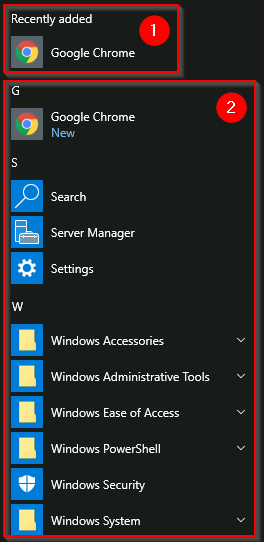 Recently added
1
Google Chrome
G
2
Google Chrome
New
S
Search
Server Manager
Settings
W
Windows Accessories
Windows Administrative Tools
Windows Ease of Access
Windows PowerShell
Windows Security
Windows System